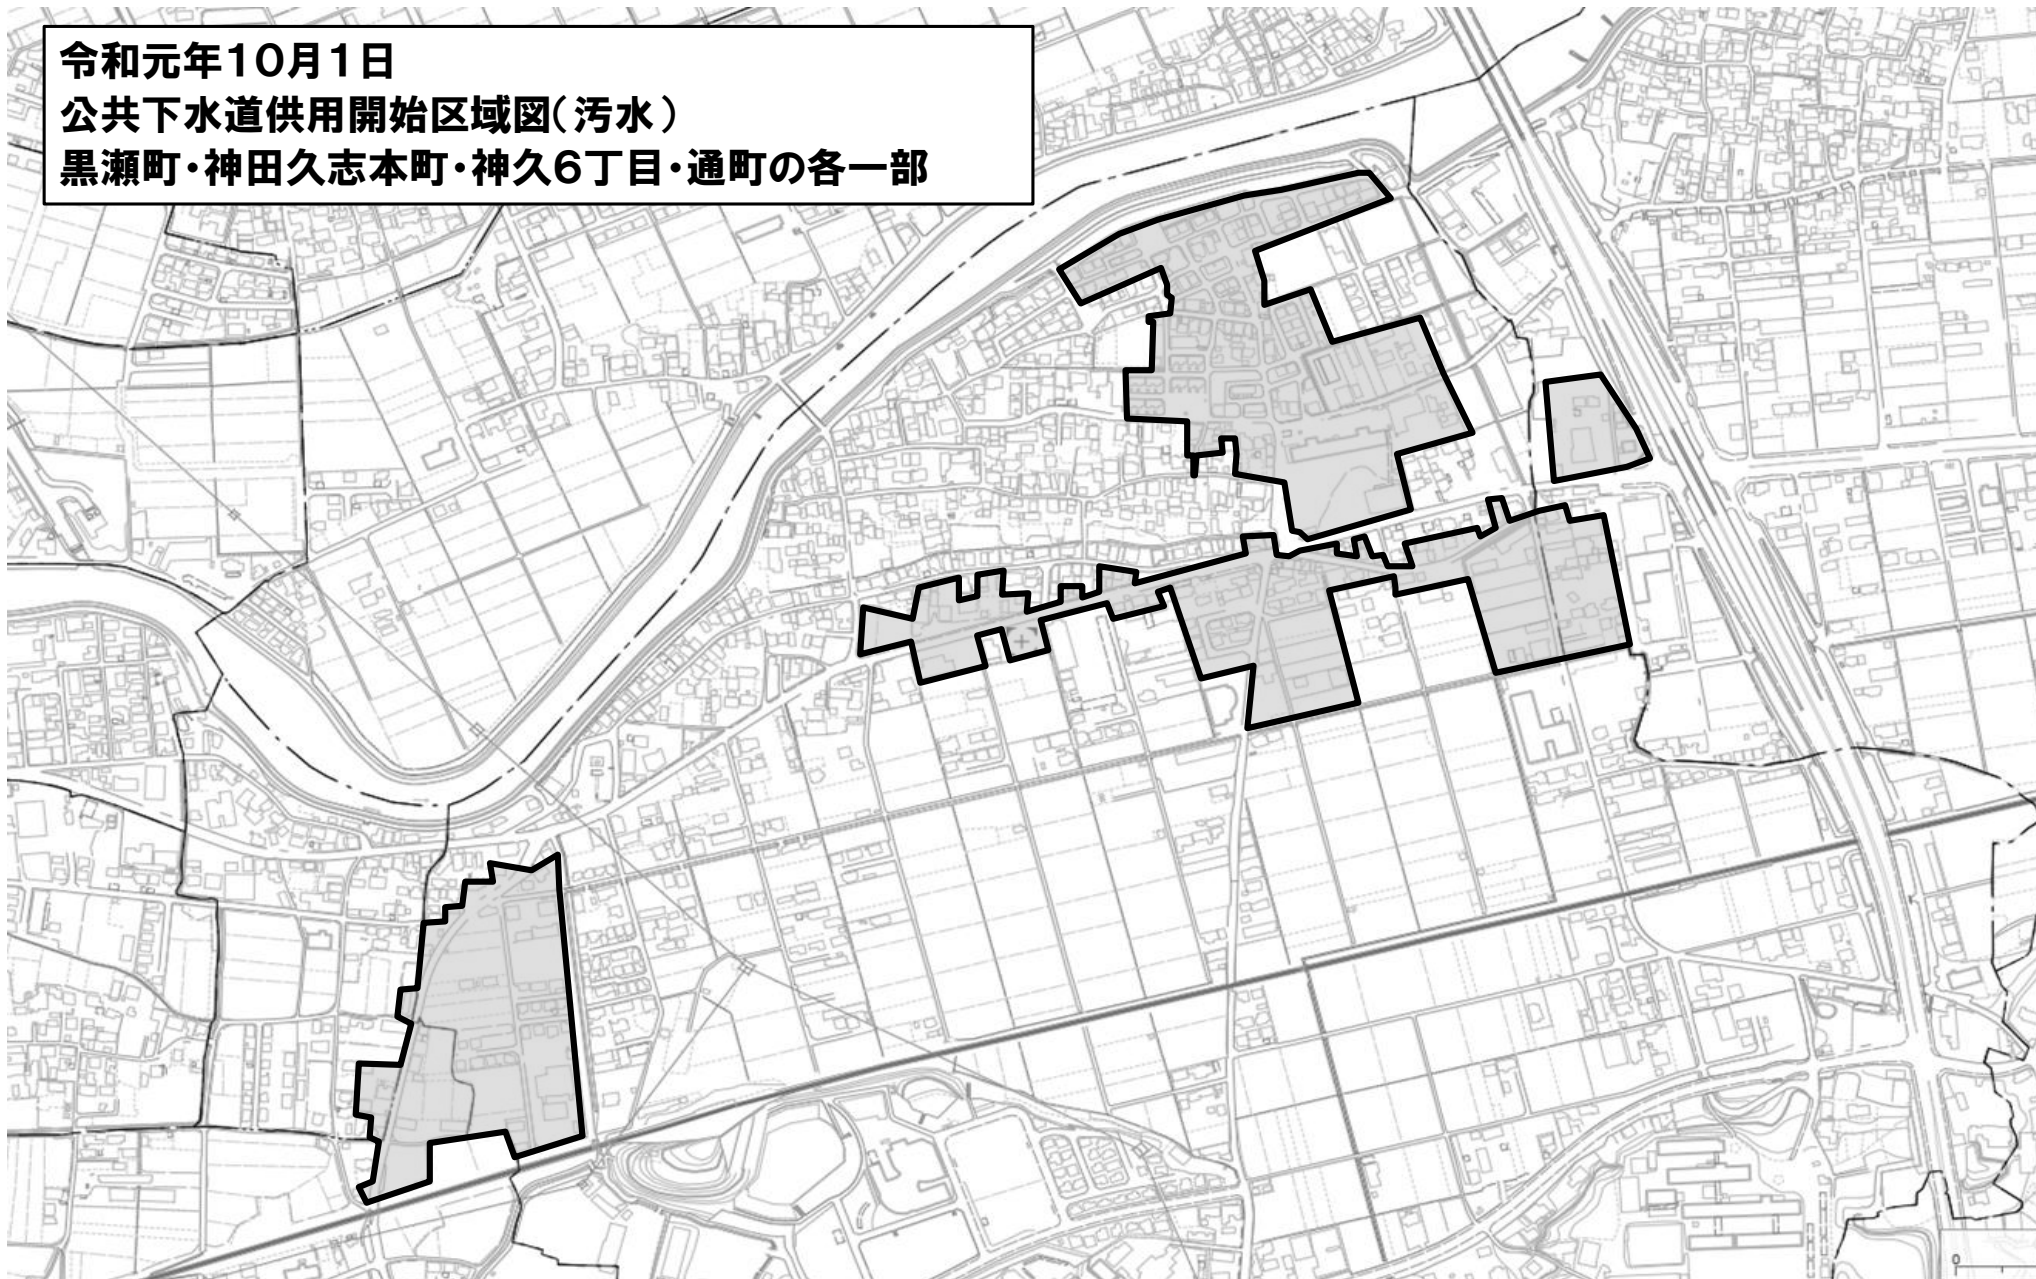 令和元年10月1日
公共下水道供用開始区域図(汚水)
黒瀬町・神田久志本町・神久6丁目・通町の各一部
0